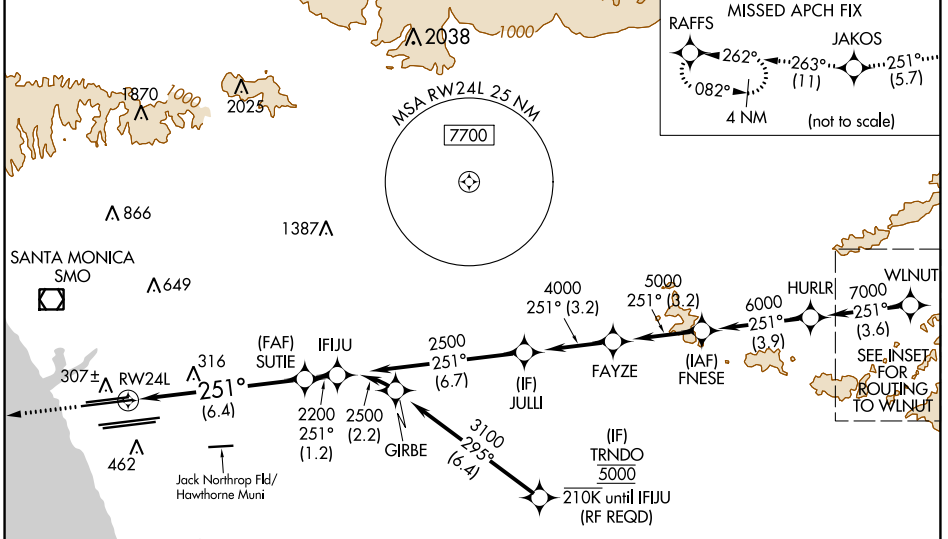 MISSED APCH FIX
RAFFS
JAKOS
262°
263°
(11)
251°
(5.7)
082°
4 NM
(not to scale)
2038
1000
1870
1000
2025
MSA RW24L 25 NM
7700
866
1387
649
SANTA MONICA
SMO
307±
RW24L
316
462
Jack Northrop Fld/
Hawthorne Muni
251°
(6.4)
(FAF)
SUTIE
IFIJU
2200
251°
(1.2)
2500
(2.2)
GIRBE
2500
251°
(6.7)
(IF)
JULLI
4000
251° (3.2)
FAYZE
5000
251° (3.2)
(IAF)
FNESE
6000
251°
(3.9)
HURLR
7000
251°
(3.6)
WLNUT
SEE INSET
FOR
ROUTING
TO WLNUT
3100
295°
(6.4)
(IF)
TRNDO
5000
210K until IFIJU
(RF REQD)